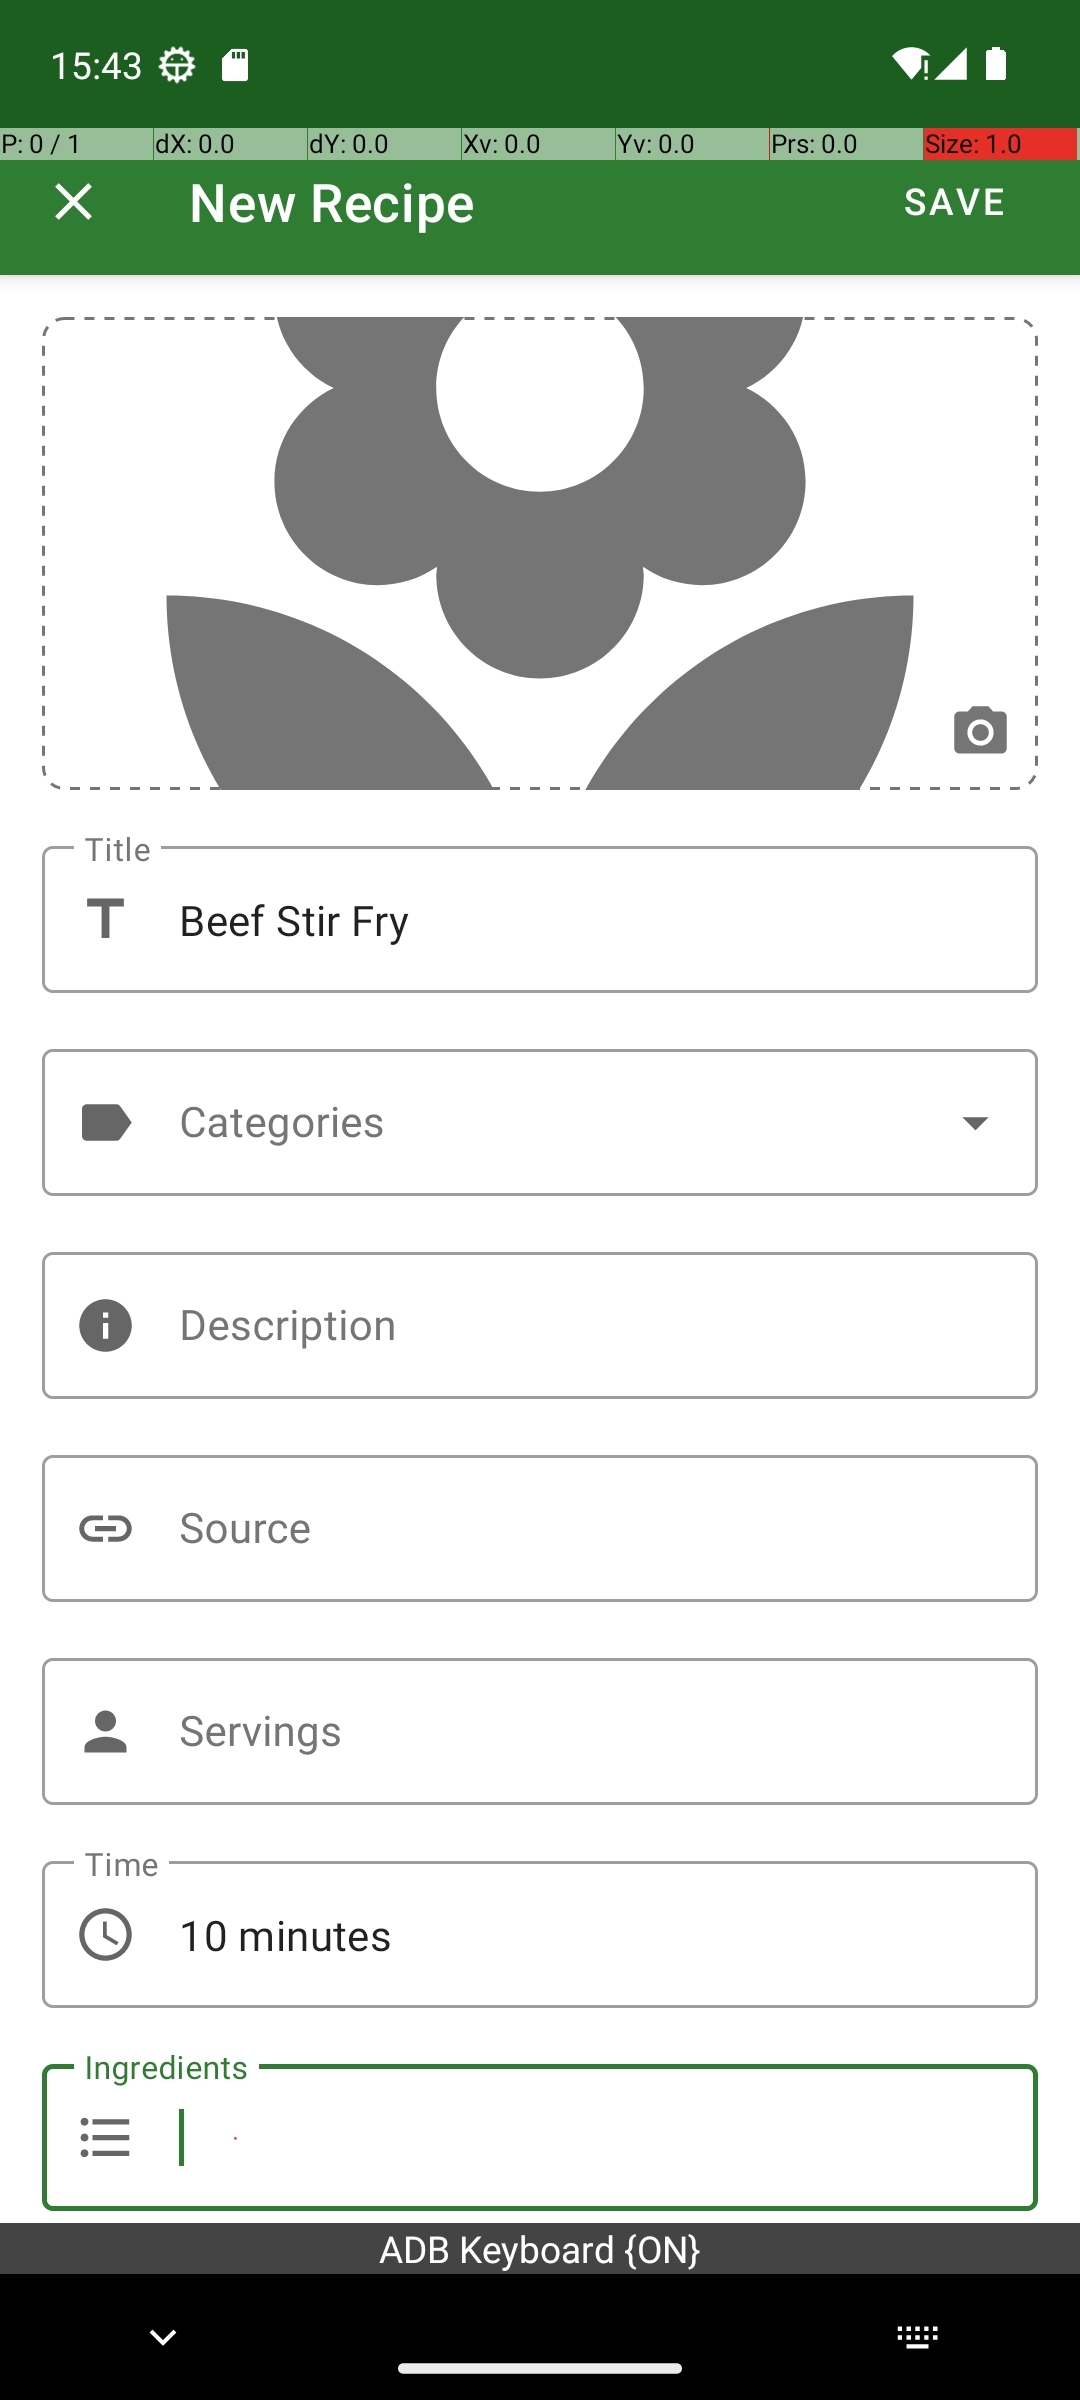 15:43
P: 0 / 1
dX: 0.0
dY: 0.0
Xv: 0.0
Yv: 0.0
Prs: 0.0
Size: 1.0
New Recipe
SAVE
Title
Beef Stir Fry
Categories
Description
Source
Servings
Time
10 minutes
Ingredients
ADB Keyboard {ON}